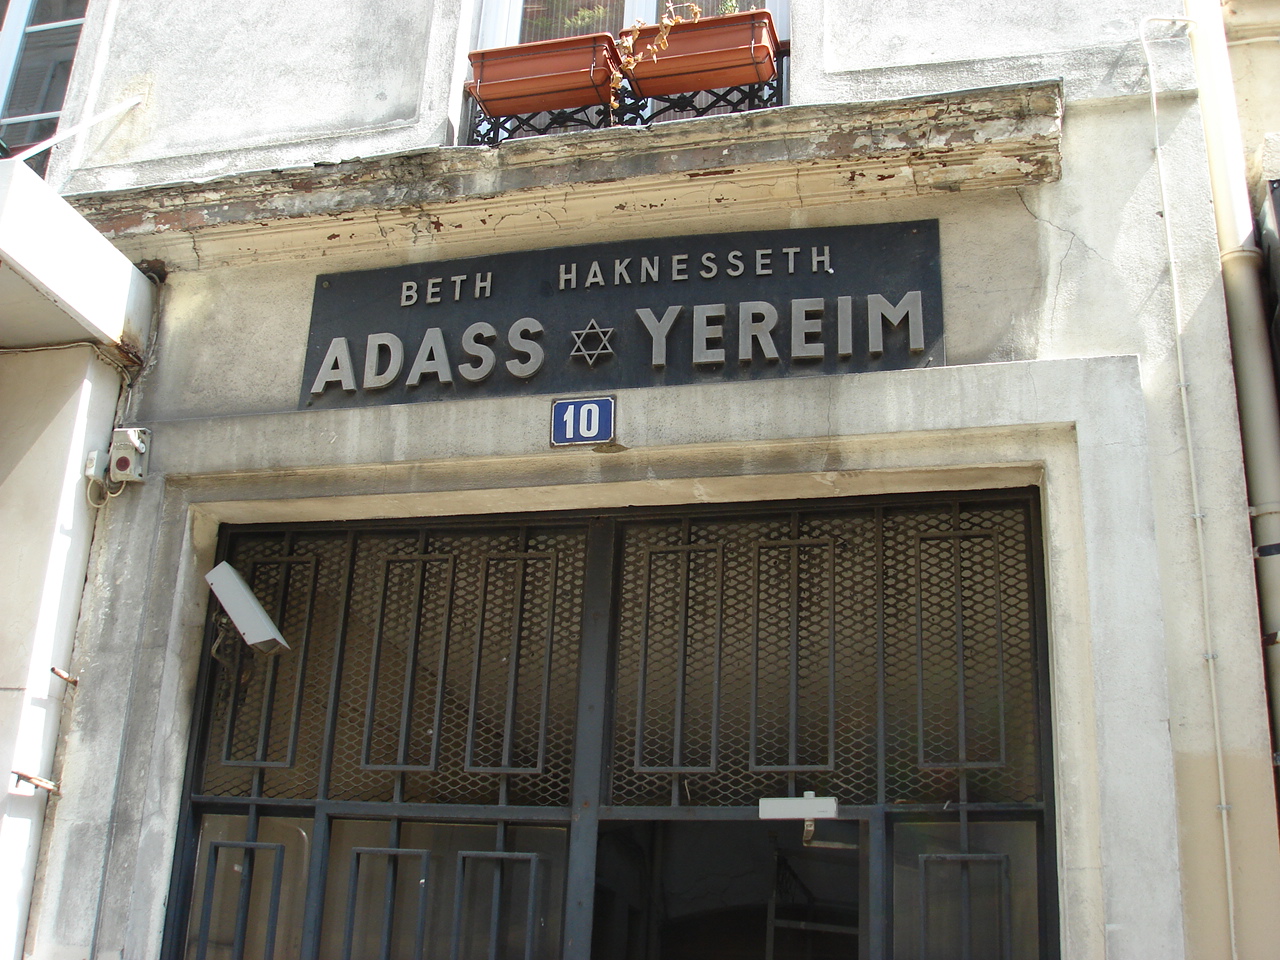 BETH HAKNESSETH
ADASS YEREIM
10